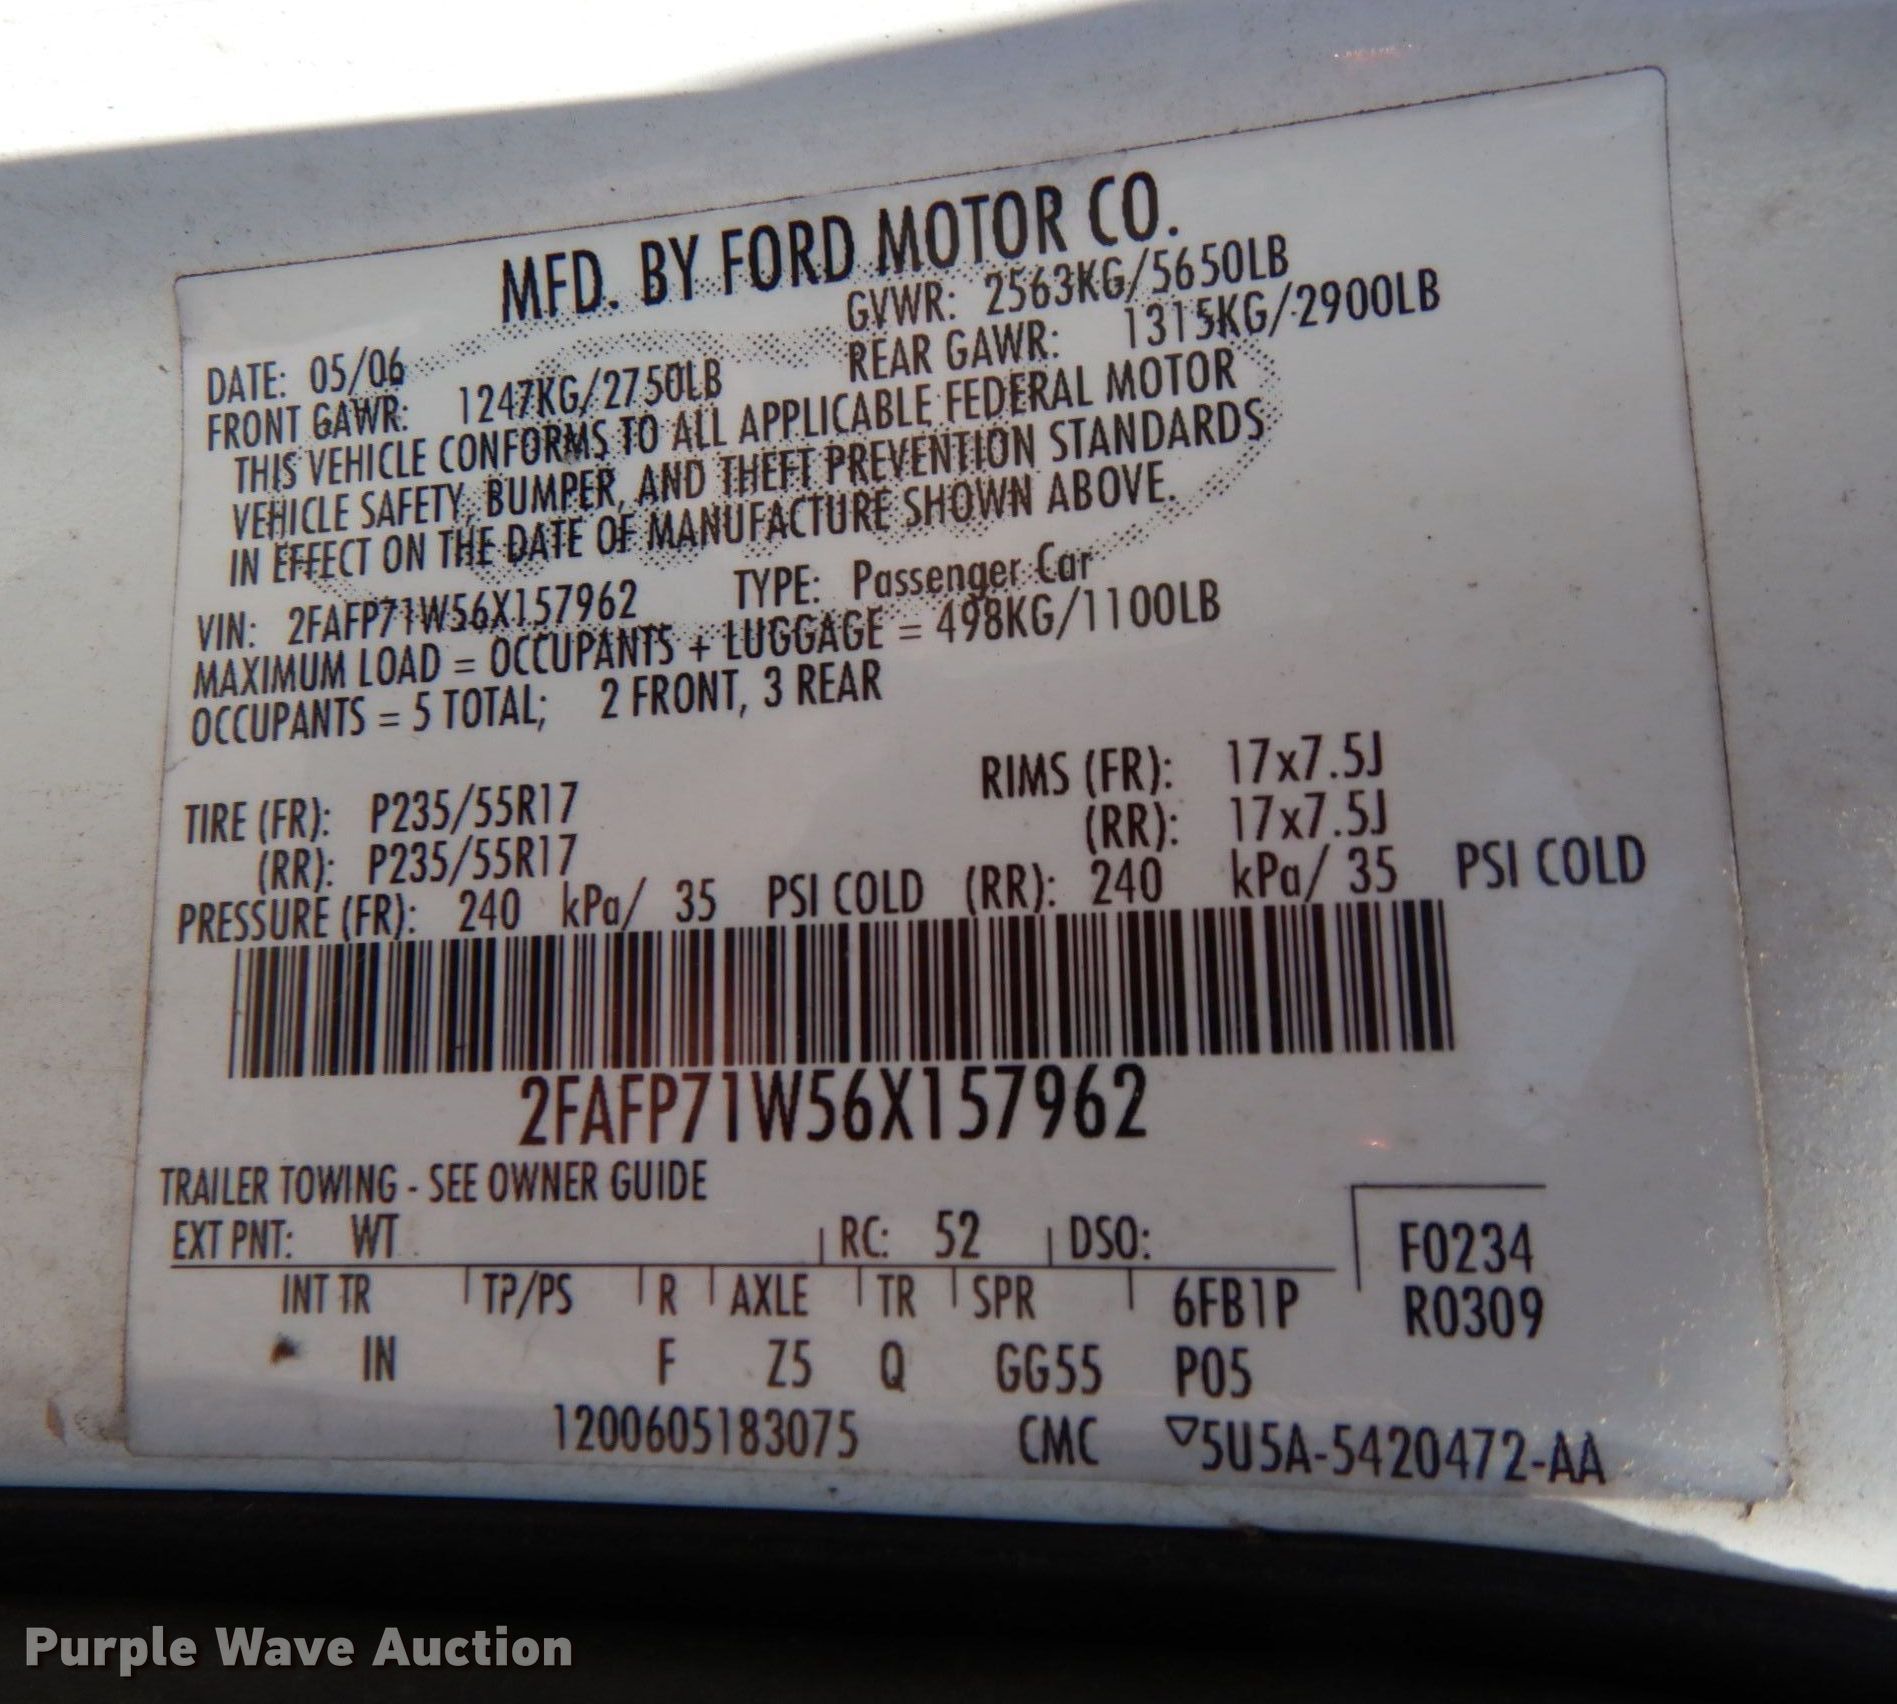 MFD. BY FORD MOTOR CO.
DATE: 05/06 GVWR: 2563KG/5650LB
FRONT GAWR: 1247KG/2750LB REAR GAWR: 1315KG/2900LB
THIS VEHICLE CONFORMS TO ALL APPLICABLE FEDERAL MOTOR
VEHICLE SAFETY, BUMPER, AND THEFT PREVENTION STANDARDS
IN EFFECT ON THE DATE OF MANUFACTURE SHOWN ABOVE.
VIN: 2FAFP71W56X157962 TYPE: Passenger Car
MAXIMUM LOAD = OCCUPANTS + LUGGAGE = 498KG/1100LB
OCCUPANTS = 5 TOTAL; 2 FRONT, 3 REAR
TIRE (FR): P235/55R17 RIMS (FR): 17x7.5J
(RR): P235/55R17 (RR): 17x7.5J
PRESSURE (FR): 240 kPa/ 35 PSI COLD (RR): 240 kPa/ 35 PSI COLD
2FAFP71W56X157962
TRAILER TOWING - SEE OWNER GUIDE
EXT PNT: WT RC: 52 DSO: F0234
INT TR TP/PS R AXLE TR SPR 6FB1P R0309
IN F Z5 Q GG55 P05
1200605183075 CMC ▽5U5A-5420472-AA
Purple Wave Auction